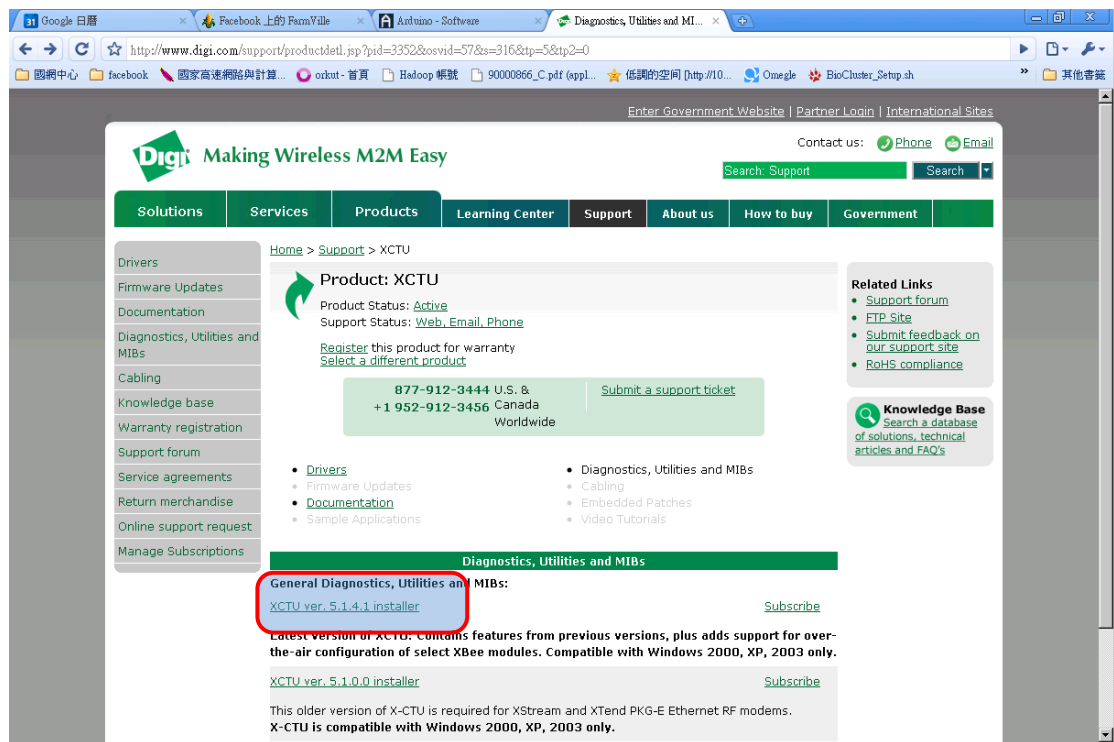 Google 日曆
Facebook 上的 FarmVille
Arduino - Software
Diagnostics, Utilities and MI...
http://www.digi.com/support/productdetl.jsp?pid=3352&osvid=57&s=316&tp=5&tp2=0
國網中心
facebook
國家高速網路與計算...
orkut - 首頁
Hadoop 帳號
90000866_C.pdf (appl...
低調的空间 [http://10...
Omegle
BioCluster_Setup.sh
»
其他書籤
Enter Government Website | Partner Login | International Sites
Digi Making Wireless M2M Easy
Contact us: Phone Email
Search: Support
Search
Solutions
Services
Products
Learning Center
Support
About us
How to buy
Government
Drivers
Firmware Updates
Documentation
Diagnostics, Utilities and
MIBs
Cabling
Knowledge base
Warranty registration
Support forum
Service agreements
Return merchandise
Online support request
Manage Subscriptions
Home > Support > XCTU
Product: XCTU
Product Status: Active
Support Status: Web, Email, Phone
Register this product for warranty
Select a different product
877-912-3444 U.S. &
+1 952-912-3456 Canada
Worldwide
Submit a support ticket
Drivers
Firmware Updates
Documentation
Sample Applications
Diagnostics, Utilities and MIBs
Cabling
Embedded Patches
Video Tutorials
Related Links
Support forum
FTP Site
Submit feedback on
our support site
RoHS compliance
Knowledge Base
Search a database
of solutions, technical
articles and FAQ's
Diagnostics, Utilities and MIBs
General Diagnostics, Utilities and MIBs:
XCTU ver. 5.1.4.1 installer
Subscribe
Latest version of XCTU: Contains features from previous versions, plus adds support for over-
the-air configuration of select XBee modules. Compatible with Windows 2000, XP, 2003 only.
XCTU ver. 5.1.0.0 installer
Subscribe
This older version of X-CTU is required for XStream and XTend PKG-E Ethernet RF modems.
X-CTU is compatible with Windows 2000, XP, 2003 only.